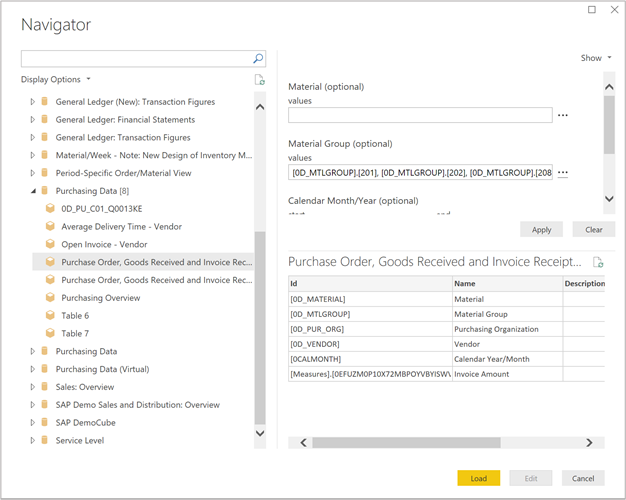 Navigator
Show
Display Options
General Ledger (New): Transaction Figures
General Ledger: Financial Statements
General Ledger: Transaction Figures
Material/Week - Note: New Design of Inventory M...
Period-Specific Order/Material View
Purchasing Data [8]
0D_PU_C01_Q0013KE
Average Delivery Time - Vendor
Open Invoice - Vendor
Purchase Order, Goods Received and Invoice Rec...
Purchase Order, Goods Received and Invoice Rec...
Purchasing Overview
Table 6
Table 7
Purchasing Data
Purchasing Data (Virtual)
Sales: Overview
SAP Demo Sales and Distribution: Overview
SAP DemoCube
Service Level
Material (optional)
values
...
Material Group (optional)
values
[0D_MTLGROUP].[201], [0D_MTLGROUP].[202], [0D_MTLGROUP].[208
...
Calendar Month/Year (optional)
Apply Clear
Purchase Order, Goods Received and Invoice Receipt...
Id Name Description
[0D_MATERIAL] Material
[0D_MTLGROUP] Material Group
[0D_PUR_ORG] Purchasing Organization
[0D_VENDOR] Vendor
[0CALMONTH] Calendar Year/Month
Invoice Amount
Load Edit Cancel